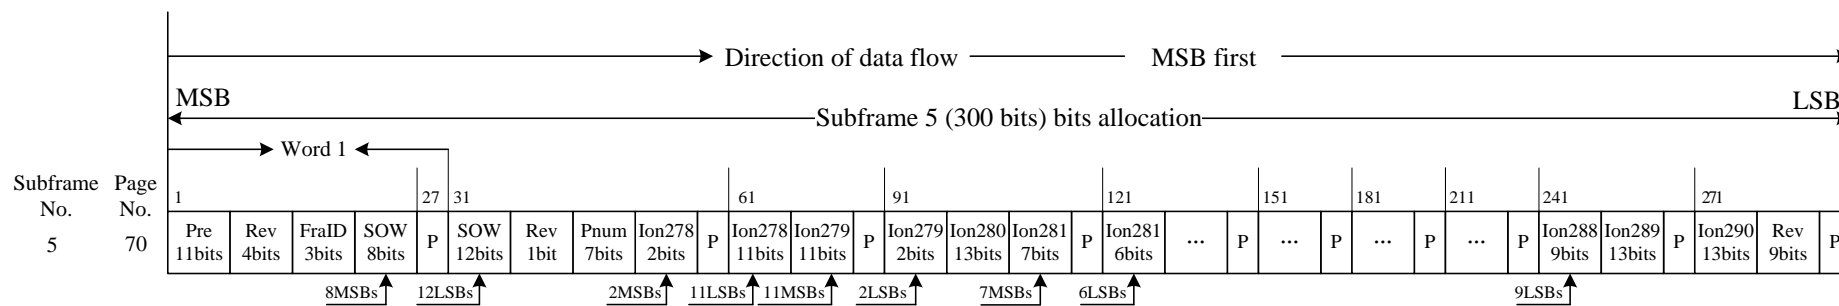 Direction of data flow MSB first
MSB LSB
Subframe 5 (300 bits) bits allocation
Word 1
Subframe No. Page No.
1 27 31 61 91 121 151 181 211 241 271
5 70
Pre 11bits
Rev 4bits
FraID 3bits
SOW 8bits
P
SOW 12bits
Rev 1bit
Pnum 7bits
Ion278 2bits
P
Ion278 11bits
Ion279 11bits
P
Ion279 2bits
Ion280 13bits
Ion281 7bits
P
Ion281 6bits
...
P
...
P
...
P
...
P
Ion288 9bits
Ion289 13bits
P
Ion290 13bits
Rev 9bits
P
8MSBs 12LSBs 2MSBs 11LSBs 11MSBs 2LSBs 7MSBs 6LSBs 9LSBs